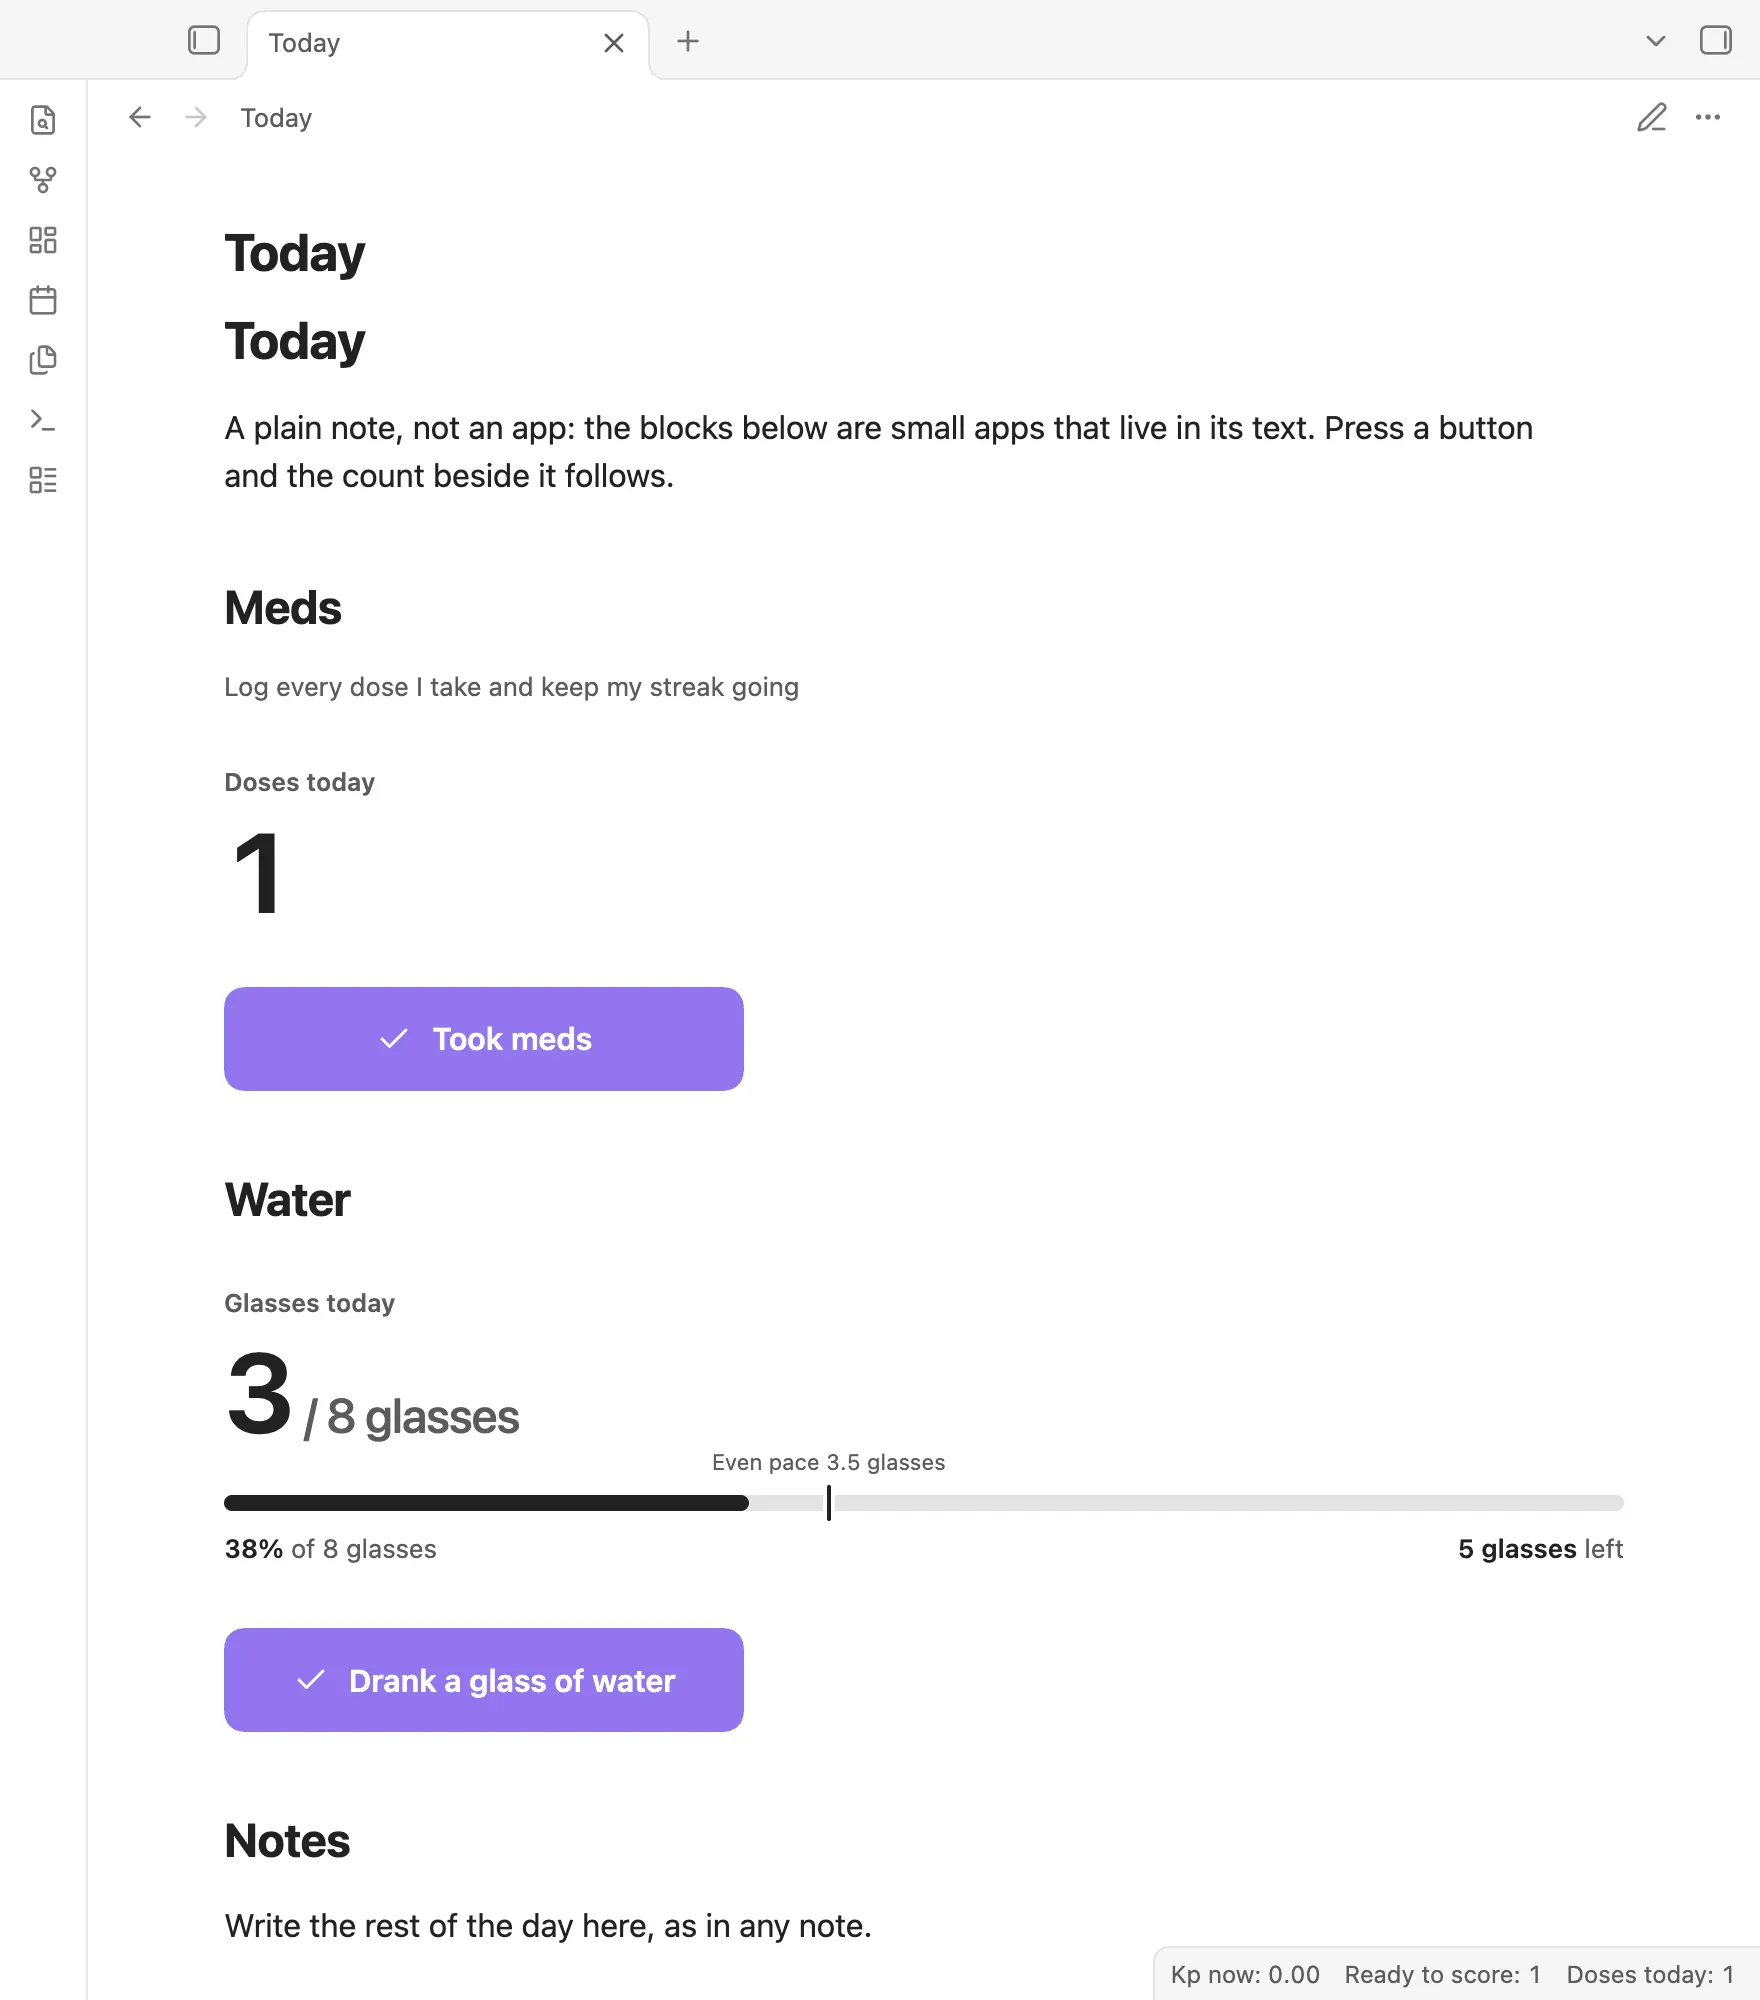 Today
Today
Today
Today
A plain note, not an app: the blocks below are small apps that live in its text. Press a button
and the count beside it follows.
Meds
Log every dose I take and keep my streak going
Doses today
1
Took meds
Water
Glasses today
3 / 8 glasses
Even pace 3.5 glasses
38% of 8 glasses
5 glasses left
Drank a glass of water
Notes
Write the rest of the day here, as in any note.
Kp now: 0.00 Ready to score: 1 Doses today: 1